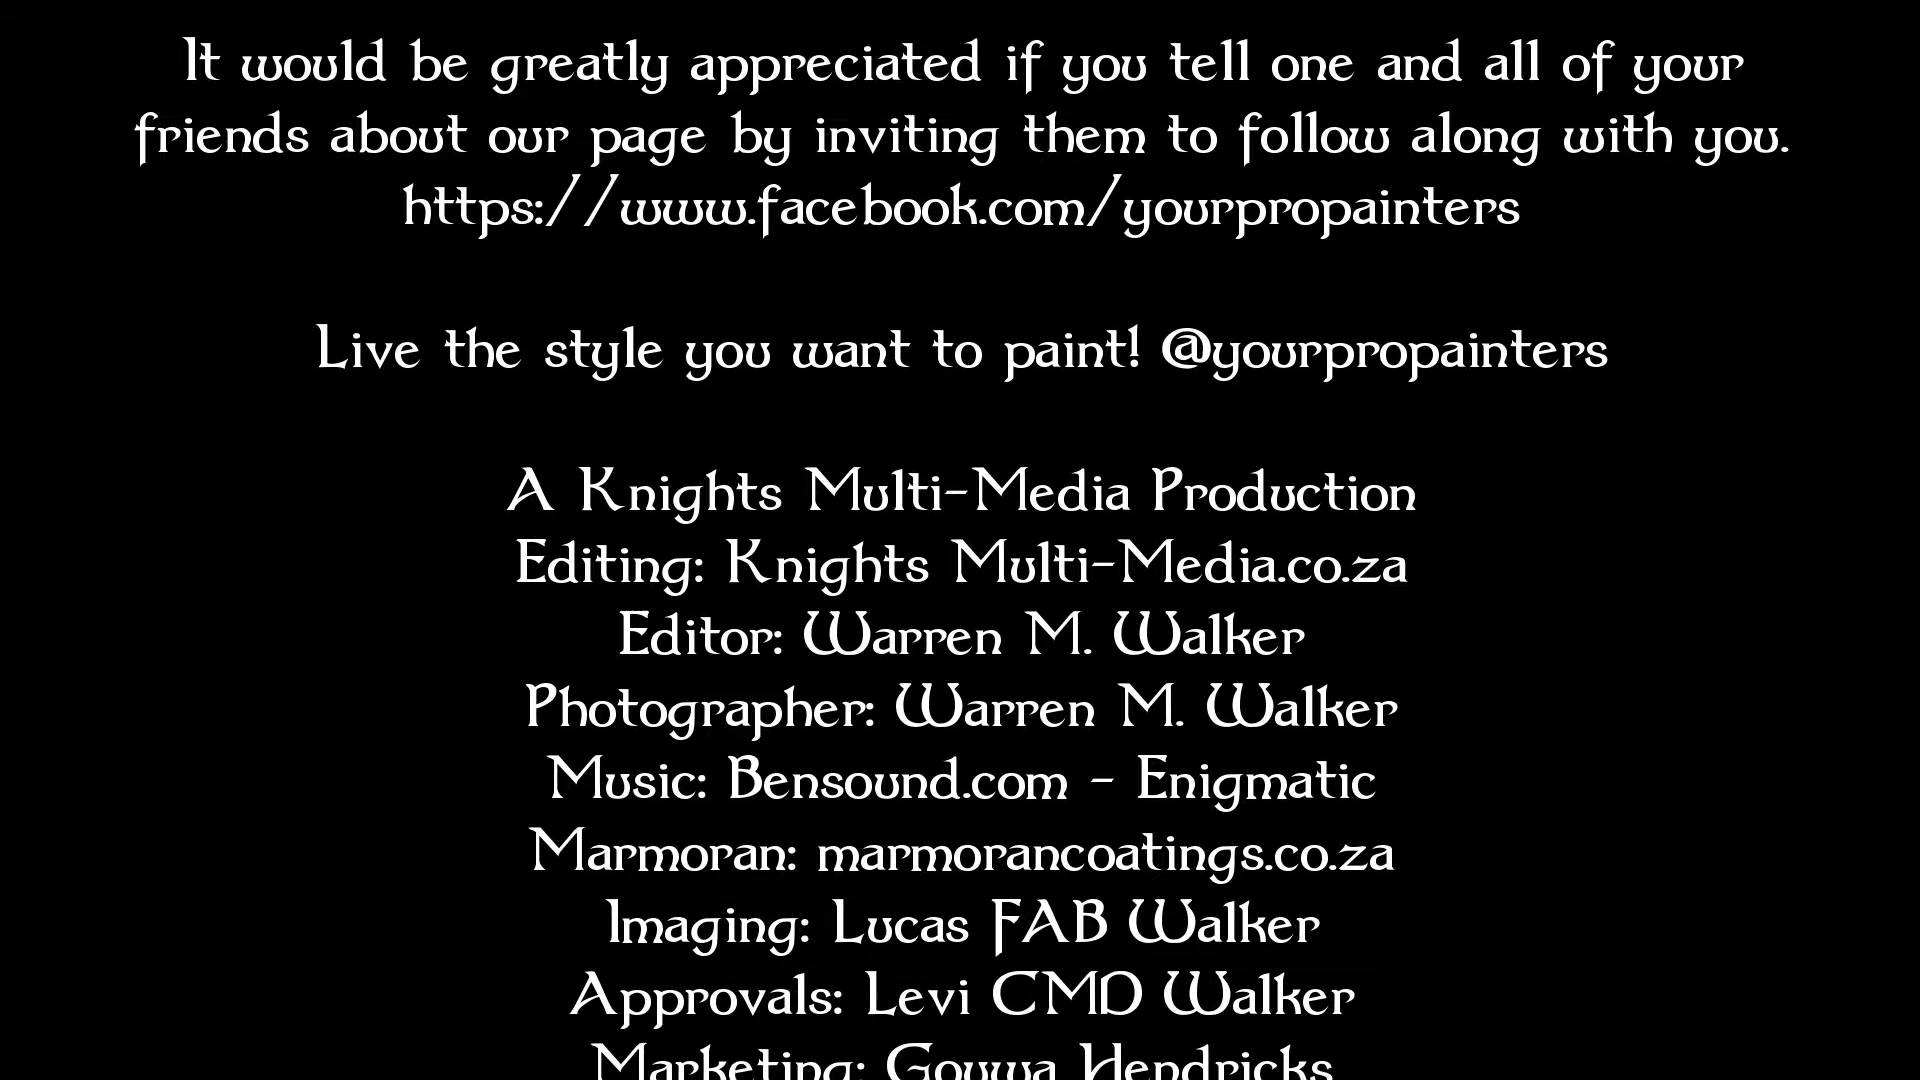 It would be greatly appreciated if you tell one and all of your
friends about our page by inviting them to follow along with you.
https://www.facebook.com/yourpropainters
Live the style you want to paint! @yourpropainters
A Knights Multi-Media Production
Editing: Knights Multi-Media.co.za
Editor: Warren M. Walker
Photographer: Warren M. Walker
Music: Bensound.com - Enigmatic
Marmoran: marmorancoatings.co.za
Imaging: Lucas FAB Walker
Approvals: Levi CMD Walker
Marketing: Gouwa Hendricks